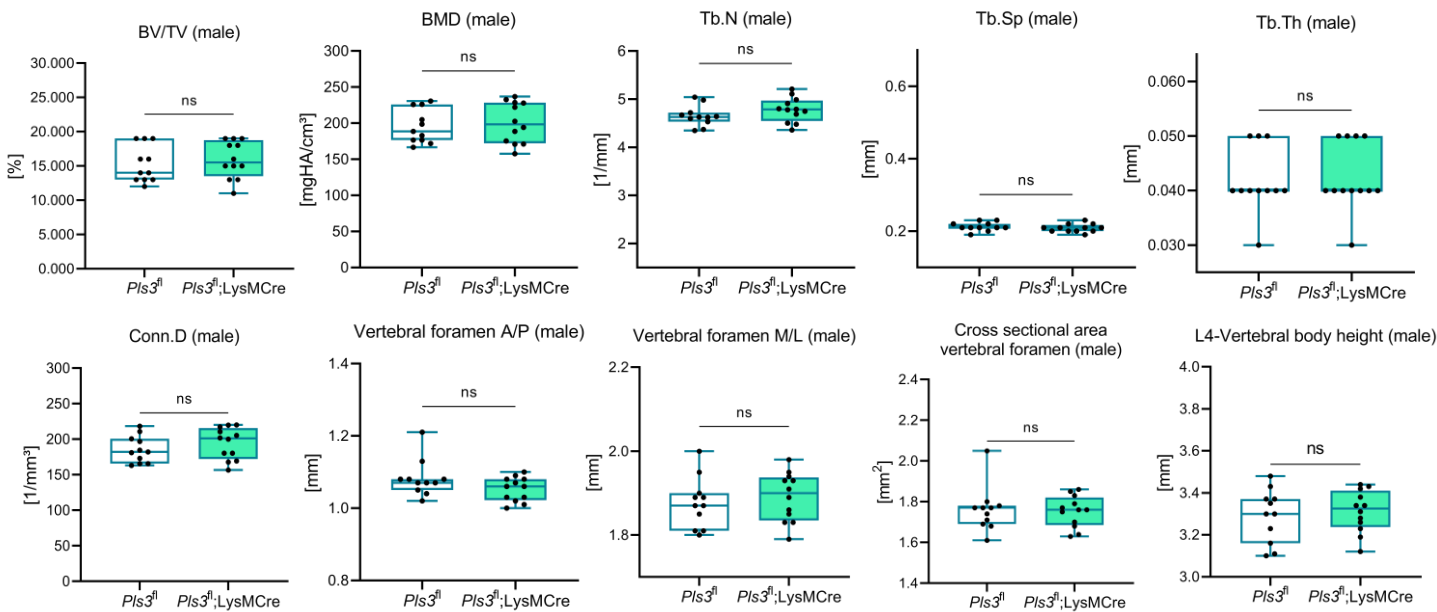 BV/TV (male)
30.000
25.000
20.000
15.000
10.000
5.000
0.000
[%]
ns
Pls3fl
Pls3fl;LysMCre
BMD (male)
300
250
200
150
100
50
0
[mgHA/cm³]
ns
Pls3fl
Pls3fl;LysMCre
Tb.N (male)
6
5
4
3
2
[1/mm]
ns
Pls3fl
Pls3fl;LysMCre
Tb.Sp (male)
0.6
0.4
0.2
[mm]
ns
Pls3fl
Pls3fl;LysMCre
Tb.Th (male)
0.060
0.050
0.040
0.030
[mm]
ns
Pls3fl
Pls3fl;LysMCre
Conn.D (male)
300
250
200
150
100
50
0
[1/mm³]
ns
Pls3fl
Pls3fl;LysMCre
Vertebral foramen A/P (male)
1.4
1.2
1.0
0.8
[mm]
ns
Pls3fl
Pls3fl;LysMCre
Vertebral foramen M/L (male)
2.2
2.0
1.8
[mm]
ns
Pls3fl
Pls3fl;LysMCre
Cross sectional area
vertebral foramen (male)
2.4
2.2
2.0
1.8
1.6
1.4
[mm²]
ns
Pls3fl
Pls3fl;LysMCre
L4-Vertebral body height (male)
4.0
3.8
3.6
3.4
3.2
3.0
[mm]
ns
Pls3fl
Pls3fl;LysMCre